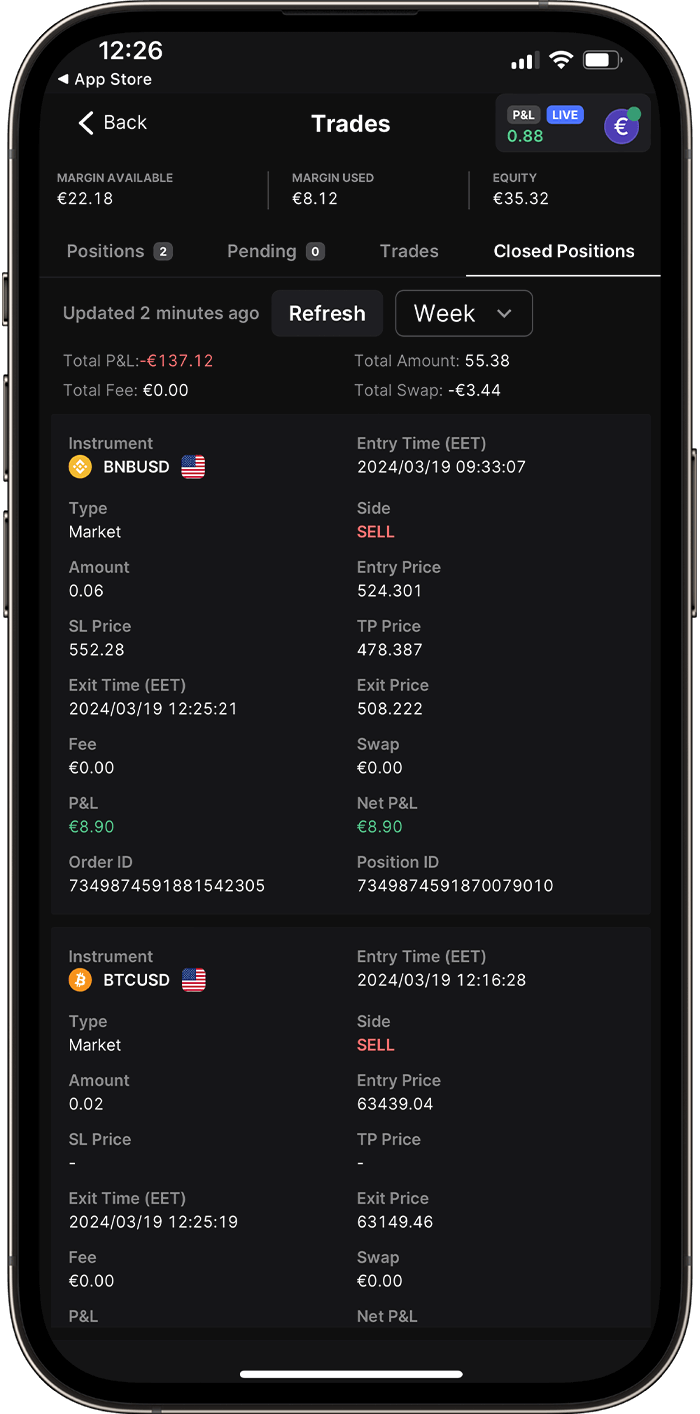 12:26
◀ App Store
Back
Trades
P&L LIVE
0.88
€
MARGIN AVAILABLE MARGIN USED EQUITY
€22.18 €8.12 €35.32
Positions 2 Pending 0 Trades Closed Positions
Updated 2 minutes ago Refresh Week
Total P&L:-€137.12 Total Amount: 55.38
Total Fee: €0.00 Total Swap: -€3.44
Instrument Entry Time (EET)
BNBUSD 2024/03/19 09:33:07
Type Side
Market SELL
Amount Entry Price
0.06 524.301
SL Price TP Price
552.28 478.387
Exit Time (EET) Exit Price
2024/03/19 12:25:21 508.222
Fee Swap
€0.00 €0.00
P&L Net P&L
€8.90 €8.90
Order ID Position ID
7349874591881542305 7349874591870079010
Instrument Entry Time (EET)
BTCUSD 2024/03/19 12:16:28
Type Side
Market SELL
Amount Entry Price
0.02 63439.04
SL Price TP Price
- -
Exit Time (EET) Exit Price
2024/03/19 12:25:19 63149.46
Fee Swap
€0.00 €0.00
P&L Net P&L